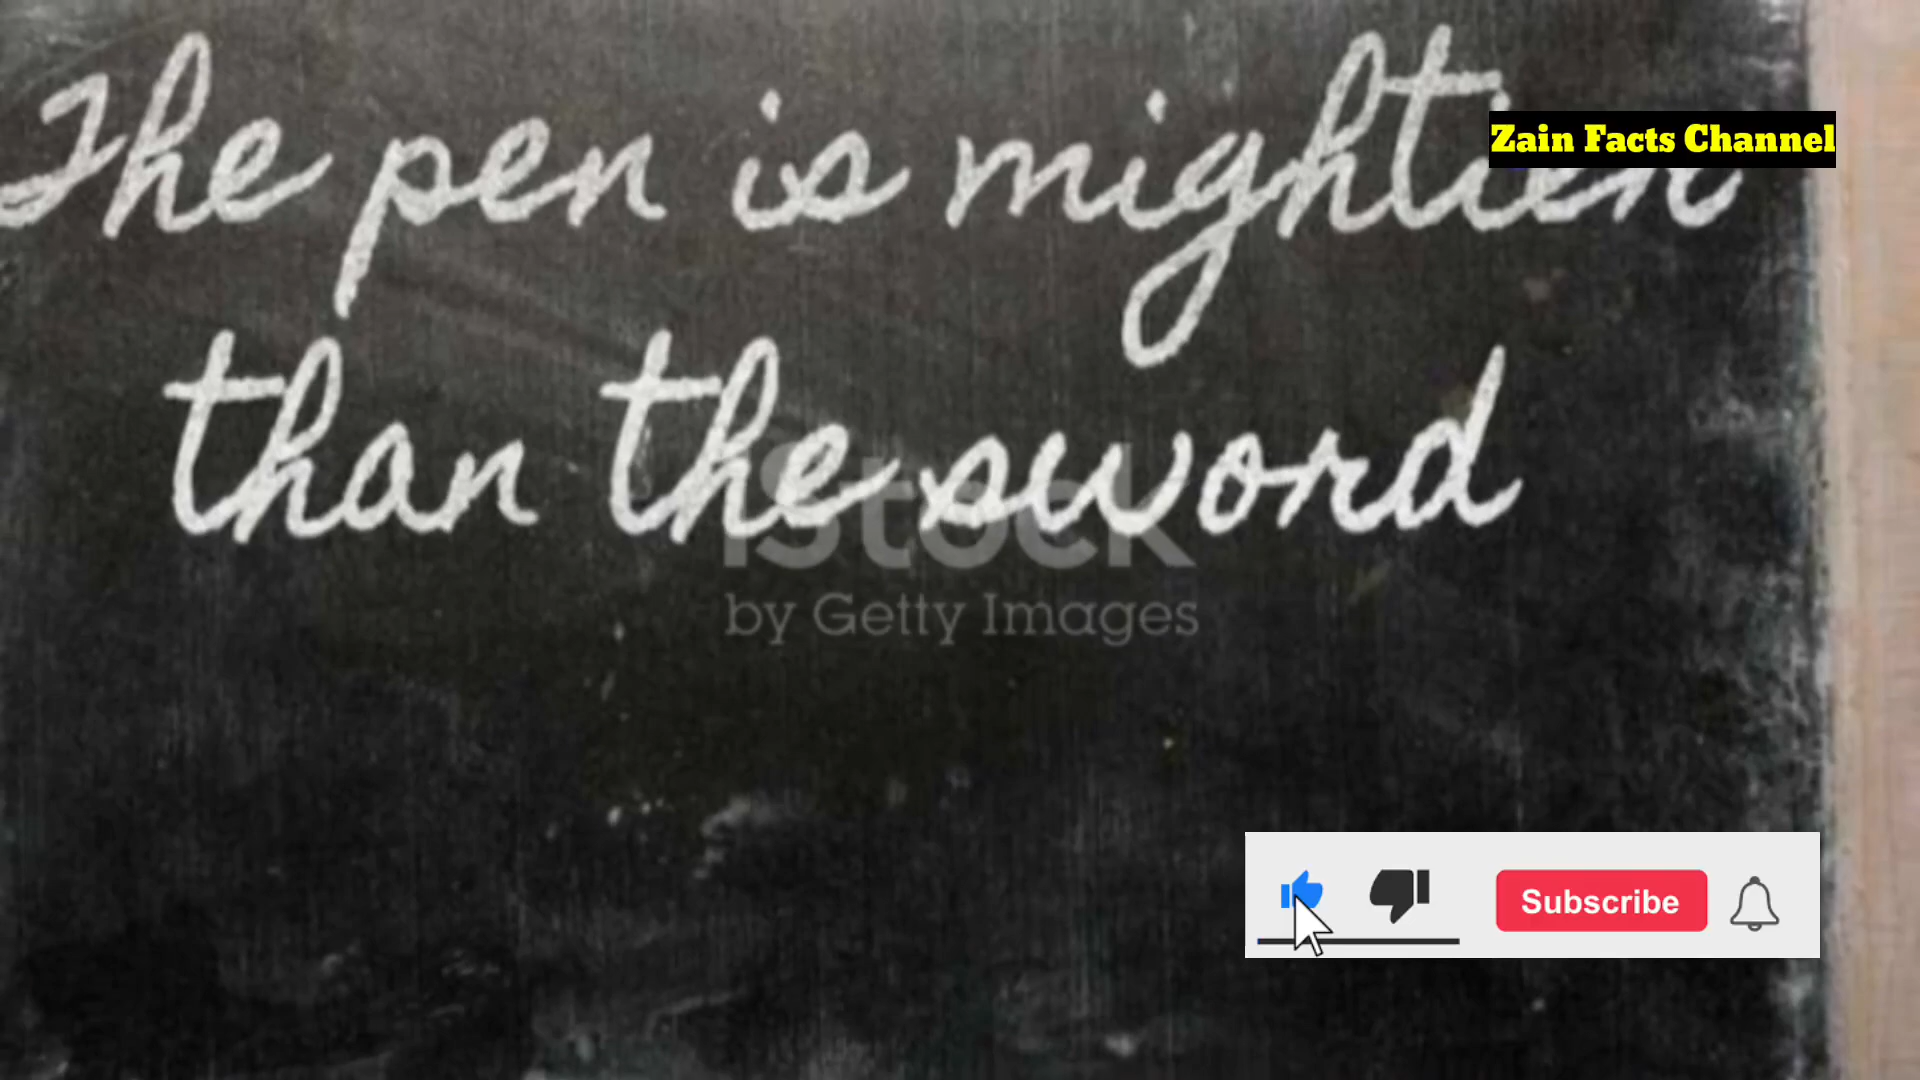 The pen is mightier
Zain Facts Channel
than the sword
iStock
by Getty Images
Subscribe